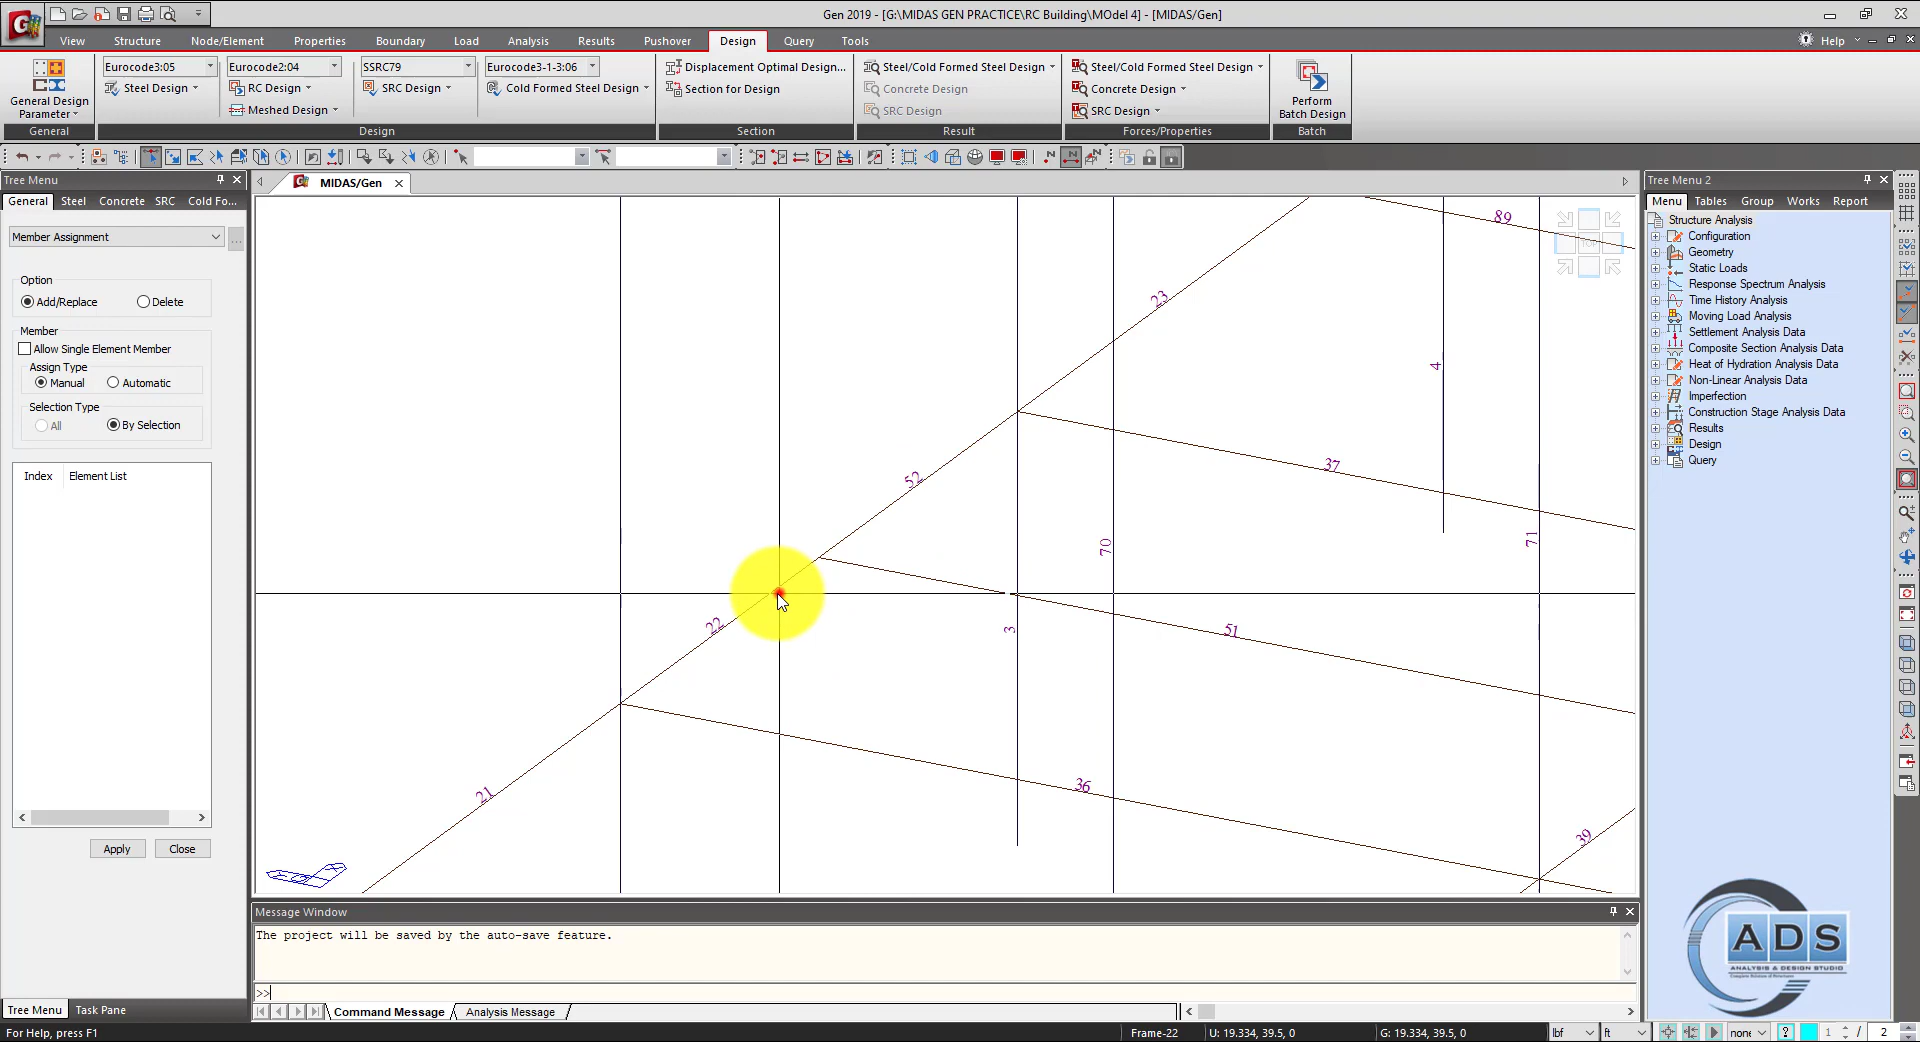 Gen 2019 - [G:\MIDAS GEN PRACTICE\RC Building\MOdel 4] - [MIDAS/Gen]
View Structure Node/Element Properties Boundary Load Analysis Results Pushover Design Query Tools Help
Eurocode3:05 Eurocode2:04 SSRC79 Eurocode3-1-3:06
Steel Design RC Design SRC Design Cold Formed Steel Design
Meshed Design
General Design Parameter
Displacement Optimal Design...
Section for Design
Steel/Cold Formed Steel Design
Concrete Design
SRC Design
Steel/Cold Formed Steel Design
Concrete Design
SRC Design
Perform Batch Design
General Design Section Result Forces/Properties Batch
Tree Menu
General Steel Concrete SRC Cold Fo...
Member Assignment
...
Option
Add/Replace Delete
Member
Allow Single Element Member
Assign Type
Manual Automatic
Selection Type
All By Selection
Index Element List
Apply Close
Tree Menu Task Pane
MIDAS/Gen
89
TOP
23
4
52
37
70
71
22
3
51
21
36
39
Message Window
The project will be saved by the auto-save feature.
>>
Command Message Analysis Message
Tree Menu 2
Menu Tables Group Works Report
Structure Analysis
Configuration
Geometry
Static Loads
Response Spectrum Analysis
Time History Analysis
Moving Load Analysis
Settlement Analysis Data
Composite Section Analysis Data
Heat of Hydration Analysis Data
Non-Linear Analysis Data
Imperfection
Construction Stage Analysis Data
Results
Design
Query
ADS
ANALYSIS & DESIGN STUDIO
For Help, press F1
Frame-22 U: 19.334, 39.5, 0 G: 19.334, 39.5, 0 lbf ft none ? 1 / 2